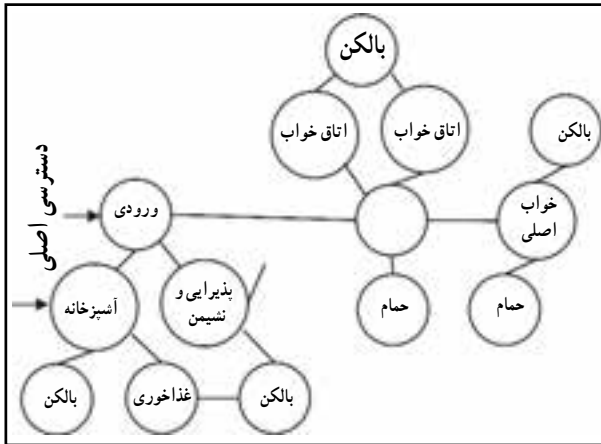 بالکن
اتاق خواب
اتاق خواب
بالکن
دسترسی اصلی
ورودی
خواب
اصلی
آشپزخانه
پذیرایی و
نشیمن
حمام
حمام
بالکن
غذاخوری
بالکن